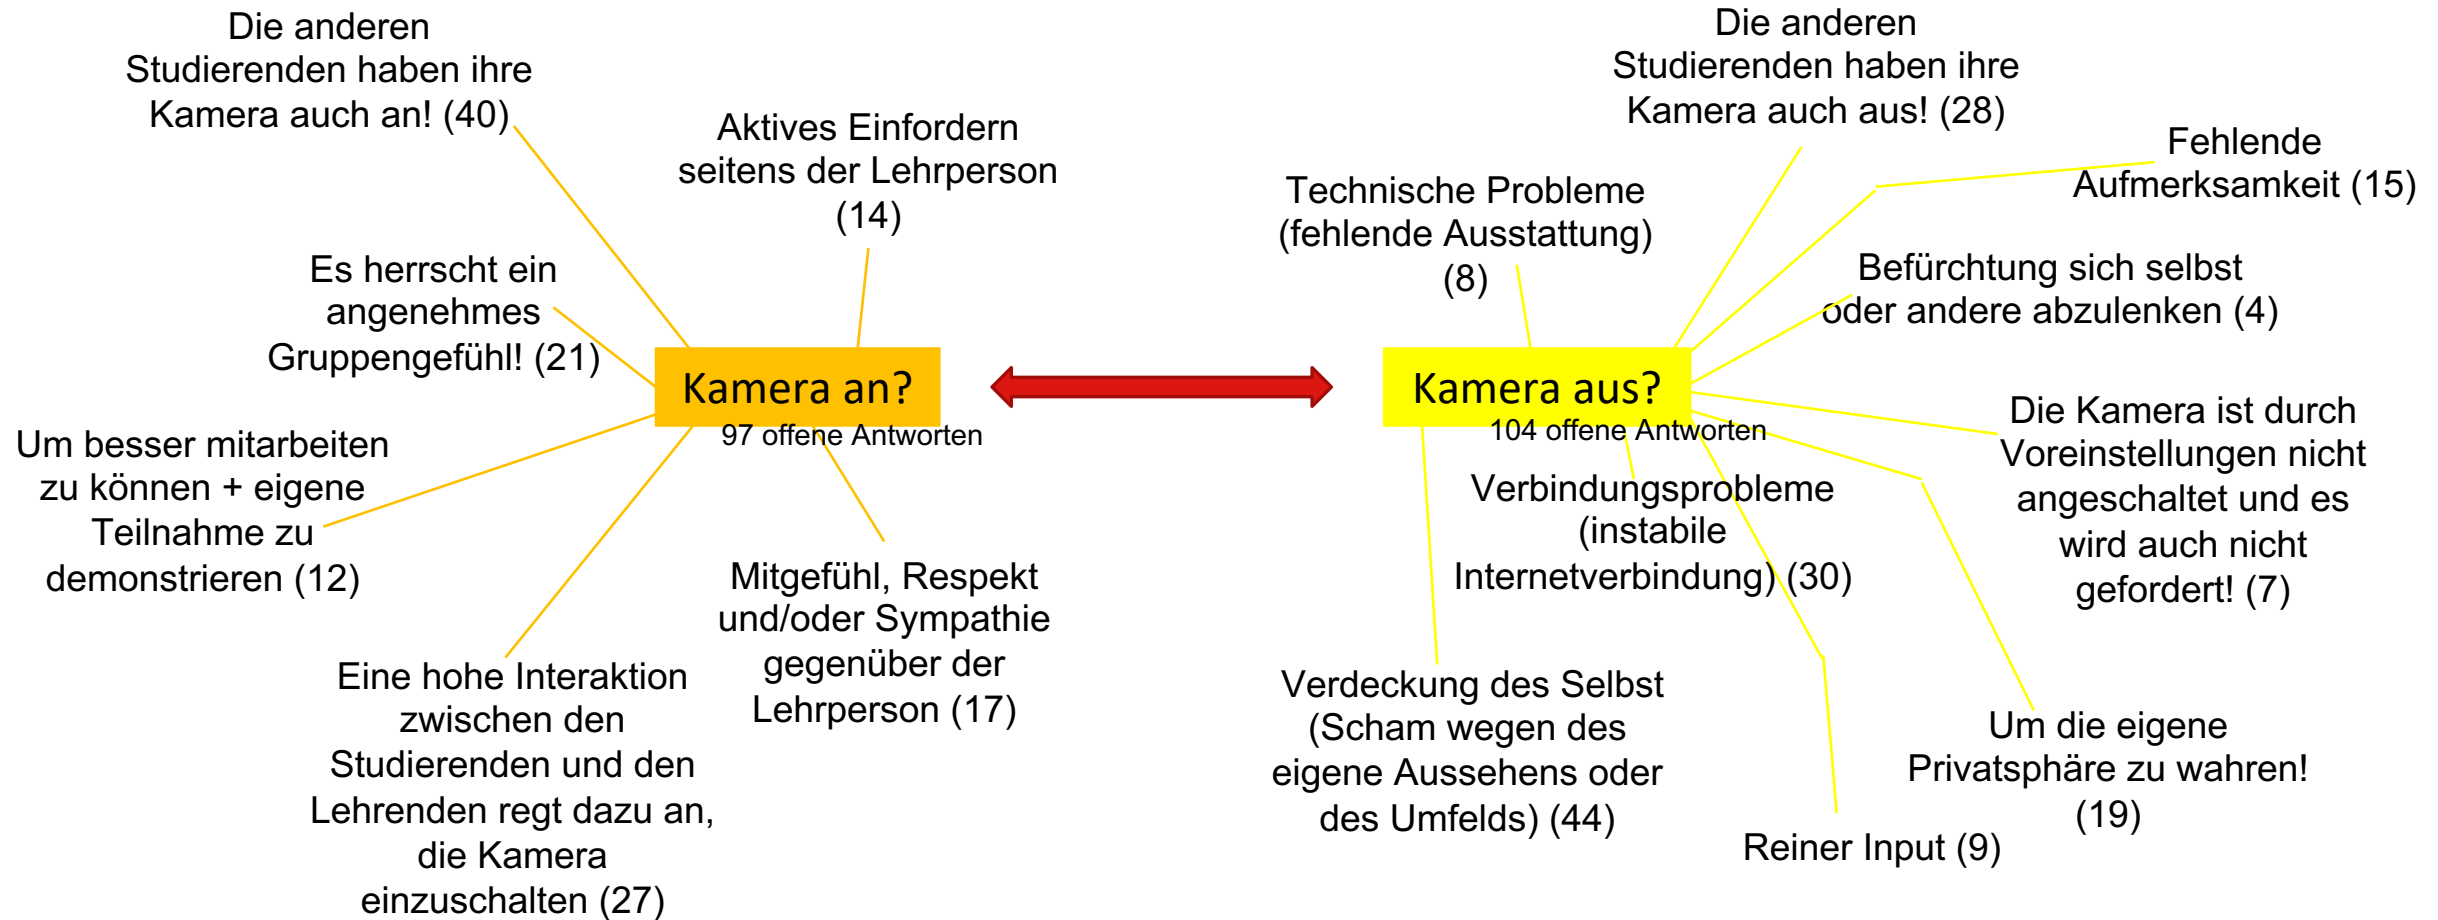 Die anderen
Studierenden haben ihre
Kamera auch an! (40)
Aktives Einfordern
seitens der Lehrperson
(14)
Es herrscht ein
angenehmes
Gruppengefühl! (21)
Kamera an?
97 offene Antworten
Um besser mitarbeiten
zu können + eigene
Teilnahme zu
demonstrieren (12)
Mitgefühl, Respekt
und/oder Sympathie
gegenüber der
Lehrperson (17)
Eine hohe Interaktion
zwischen den
Studierenden und den
Lehrenden regt dazu an,
die Kamera
einzuschalten (27)
Die anderen
Studierenden haben ihre
Kamera auch aus! (28)
Fehlende
Aufmerksamkeit (15)
Technische Probleme
(fehlende Ausstattung)
(8)
Befürchtung sich selbst
oder andere abzulenken (4)
Kamera aus?
104 offene Antworten
Die Kamera ist durch
Voreinstellungen nicht
angeschaltet und es
wird auch nicht
gefordert! (7)
Verbindungsprobleme
(instabile
Internetverbindung) (30)
Verdeckung des Selbst
(Scham wegen des
eigene Aussehens oder
des Umfelds) (44)
Um die eigene
Privatsphäre zu wahren!
(19)
Reiner Input (9)